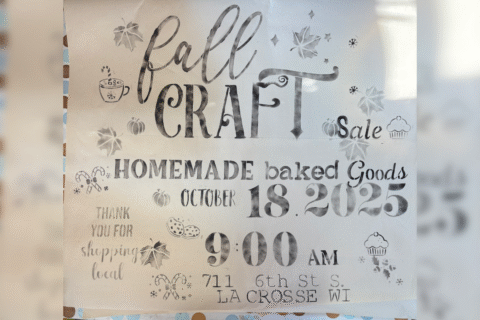 fall
CRAFT
Sale
HOMEMADE baked Goods
OCTOBER 18.2025
THANK
YOU FOR
shopping
local
9:00 AM
711 6th St S.
LA CROSSE WI